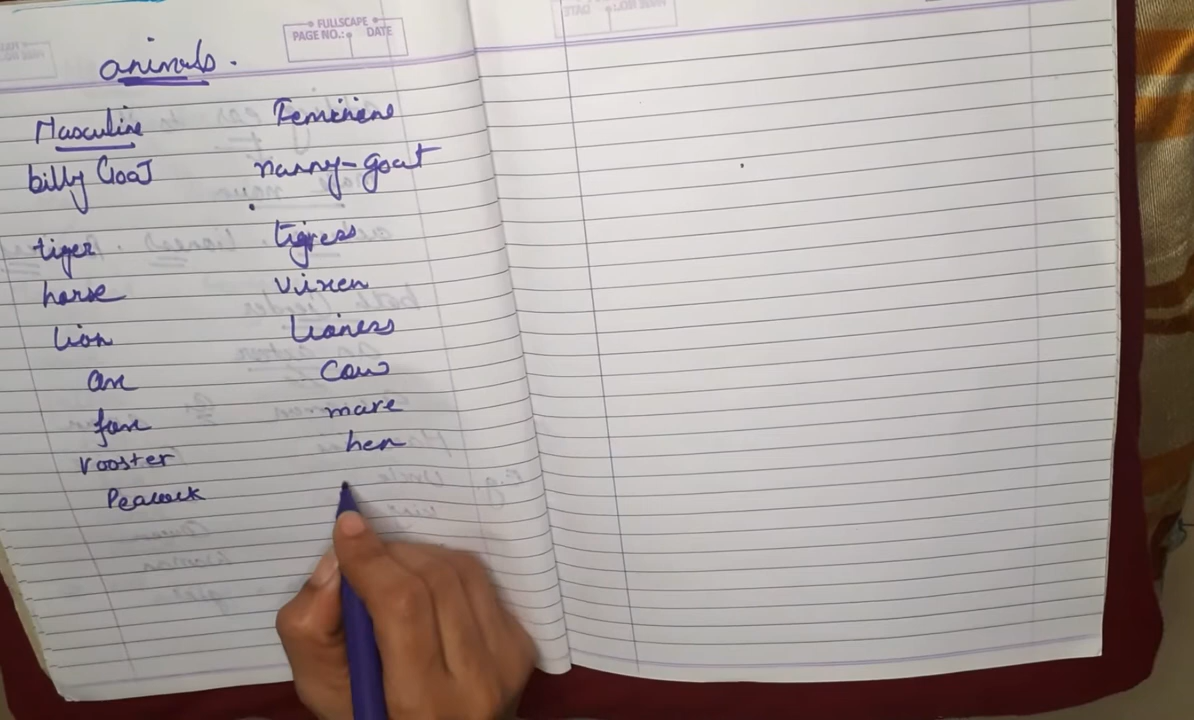 FULLSCAPE
PAGE NO.: DATE
animals.
Masculine Feminine
billy Goat nanny-goat
tiger tigress
horse vixen
lion lioness
ox cow
fox mare
rooster hen
Peacock